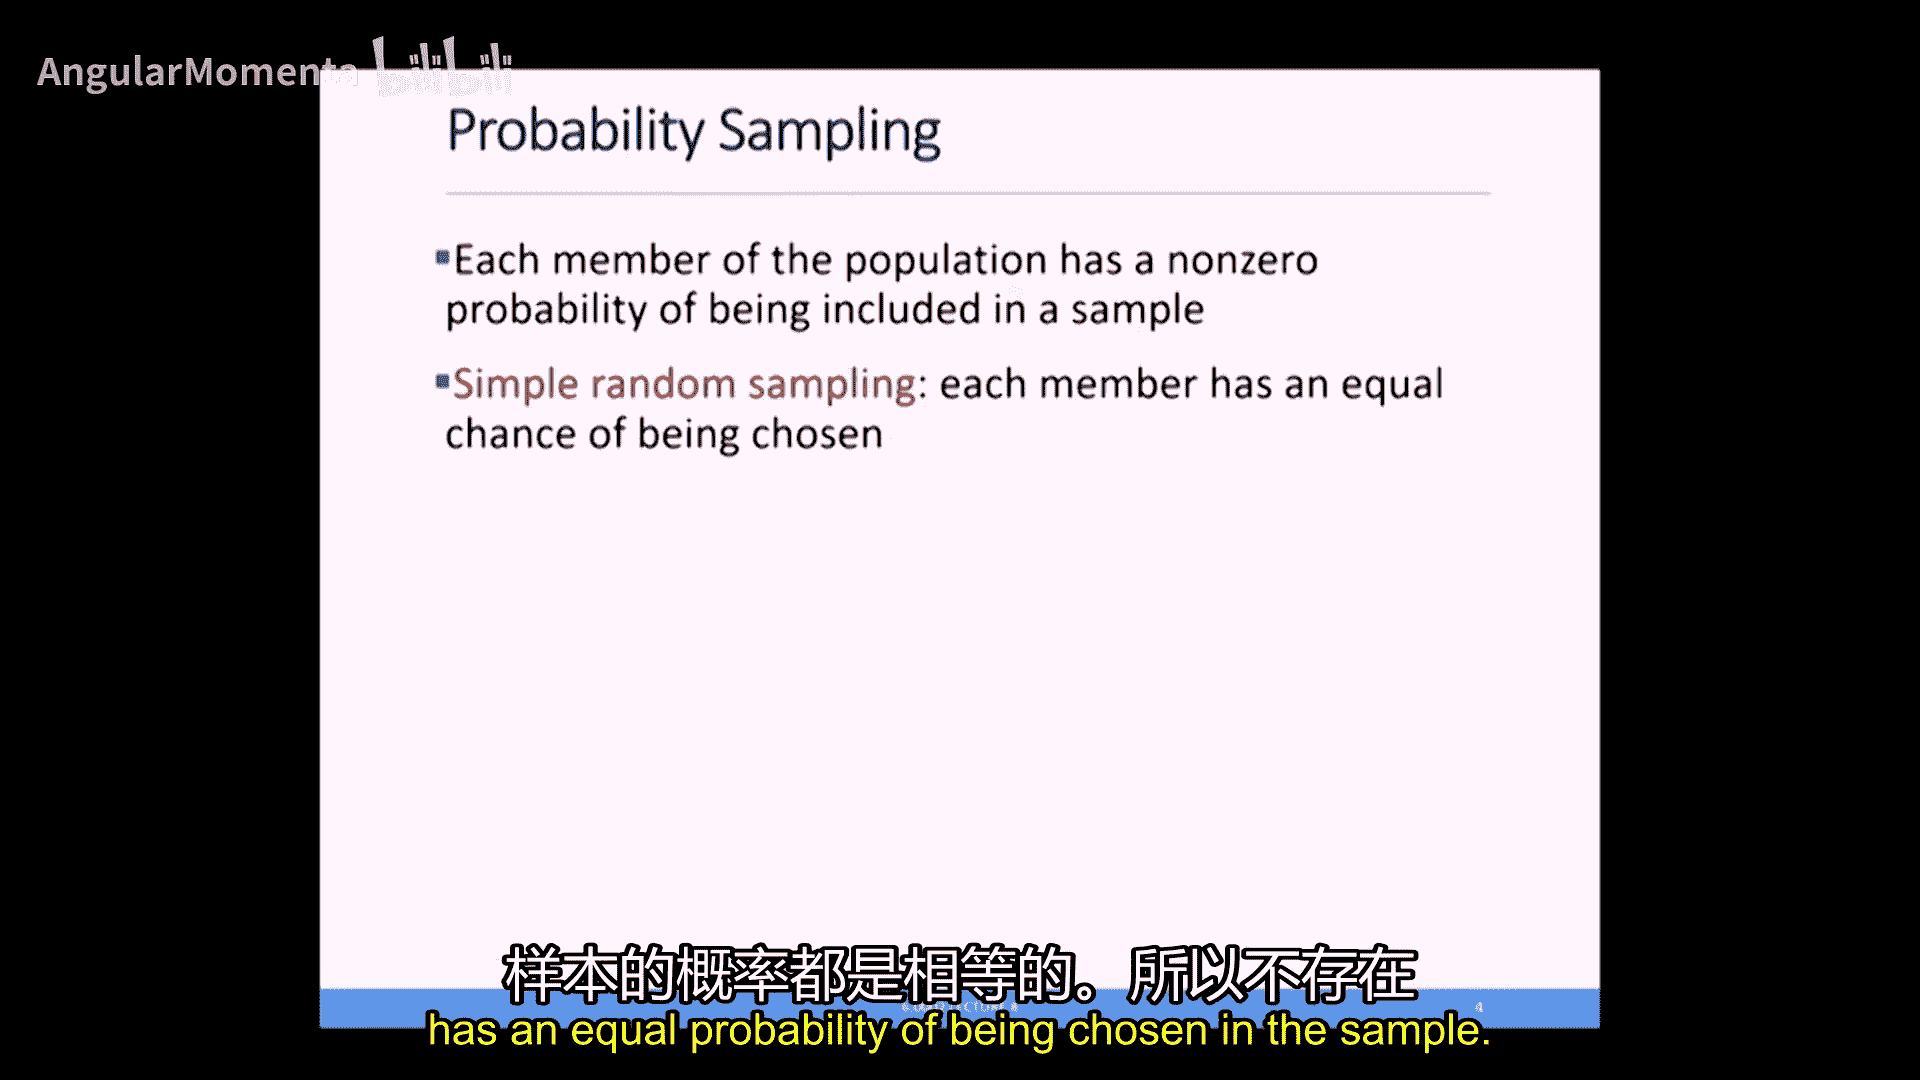 AngularMomenta bilibili
Probability Sampling
▪Each member of the population has a nonzero
probability of being included in a sample
▪Simple random sampling: each member has an equal
chance of being chosen
样本的概率都是相等的。所以不存在
4
has an equal probability of being chosen in the sample.